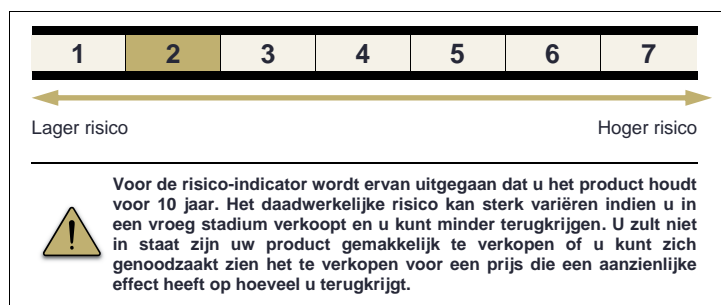 1 2 3 4 5 6 7
Lager risico Hoger risico
Voor de risico-indicator wordt ervan uitgegaan dat u het product houdt
voor 10 jaar. Het daadwerkelijke risico kan sterk variëren indien u in
een vroeg stadium verkoopt en u kunt minder terugkrijgen. U zult niet
in staat zijn uw product gemakkelijk te verkopen of u kunt zich
genoodzaakt zien het te verkopen voor een prijs die een aanzienlijke
effect heeft op hoeveel u terugkrijgt.